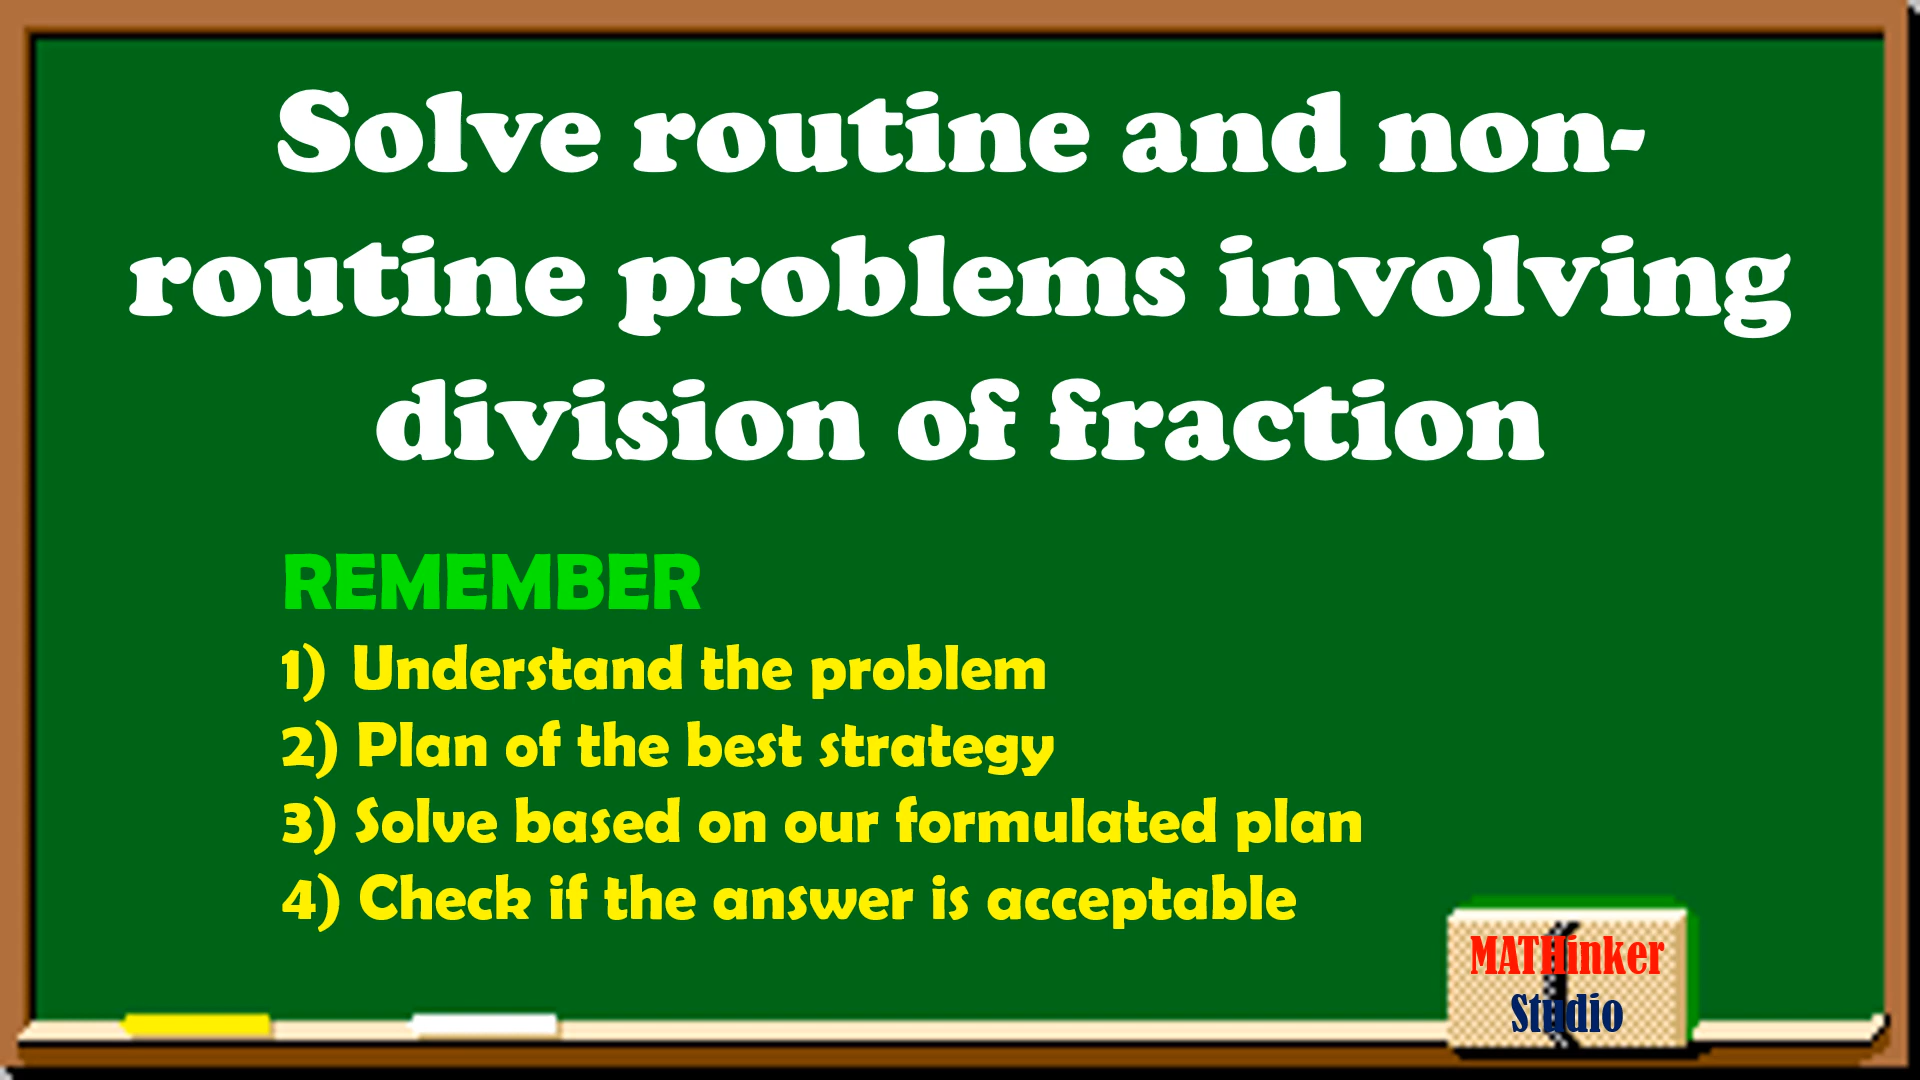 Solve routine and non-
routine problems involving
division of fraction
REMEMBER
1) Understand the problem
2) Plan of the best strategy
3) Solve based on our formulated plan
4) Check if the answer is acceptable
MATHinker
Studio